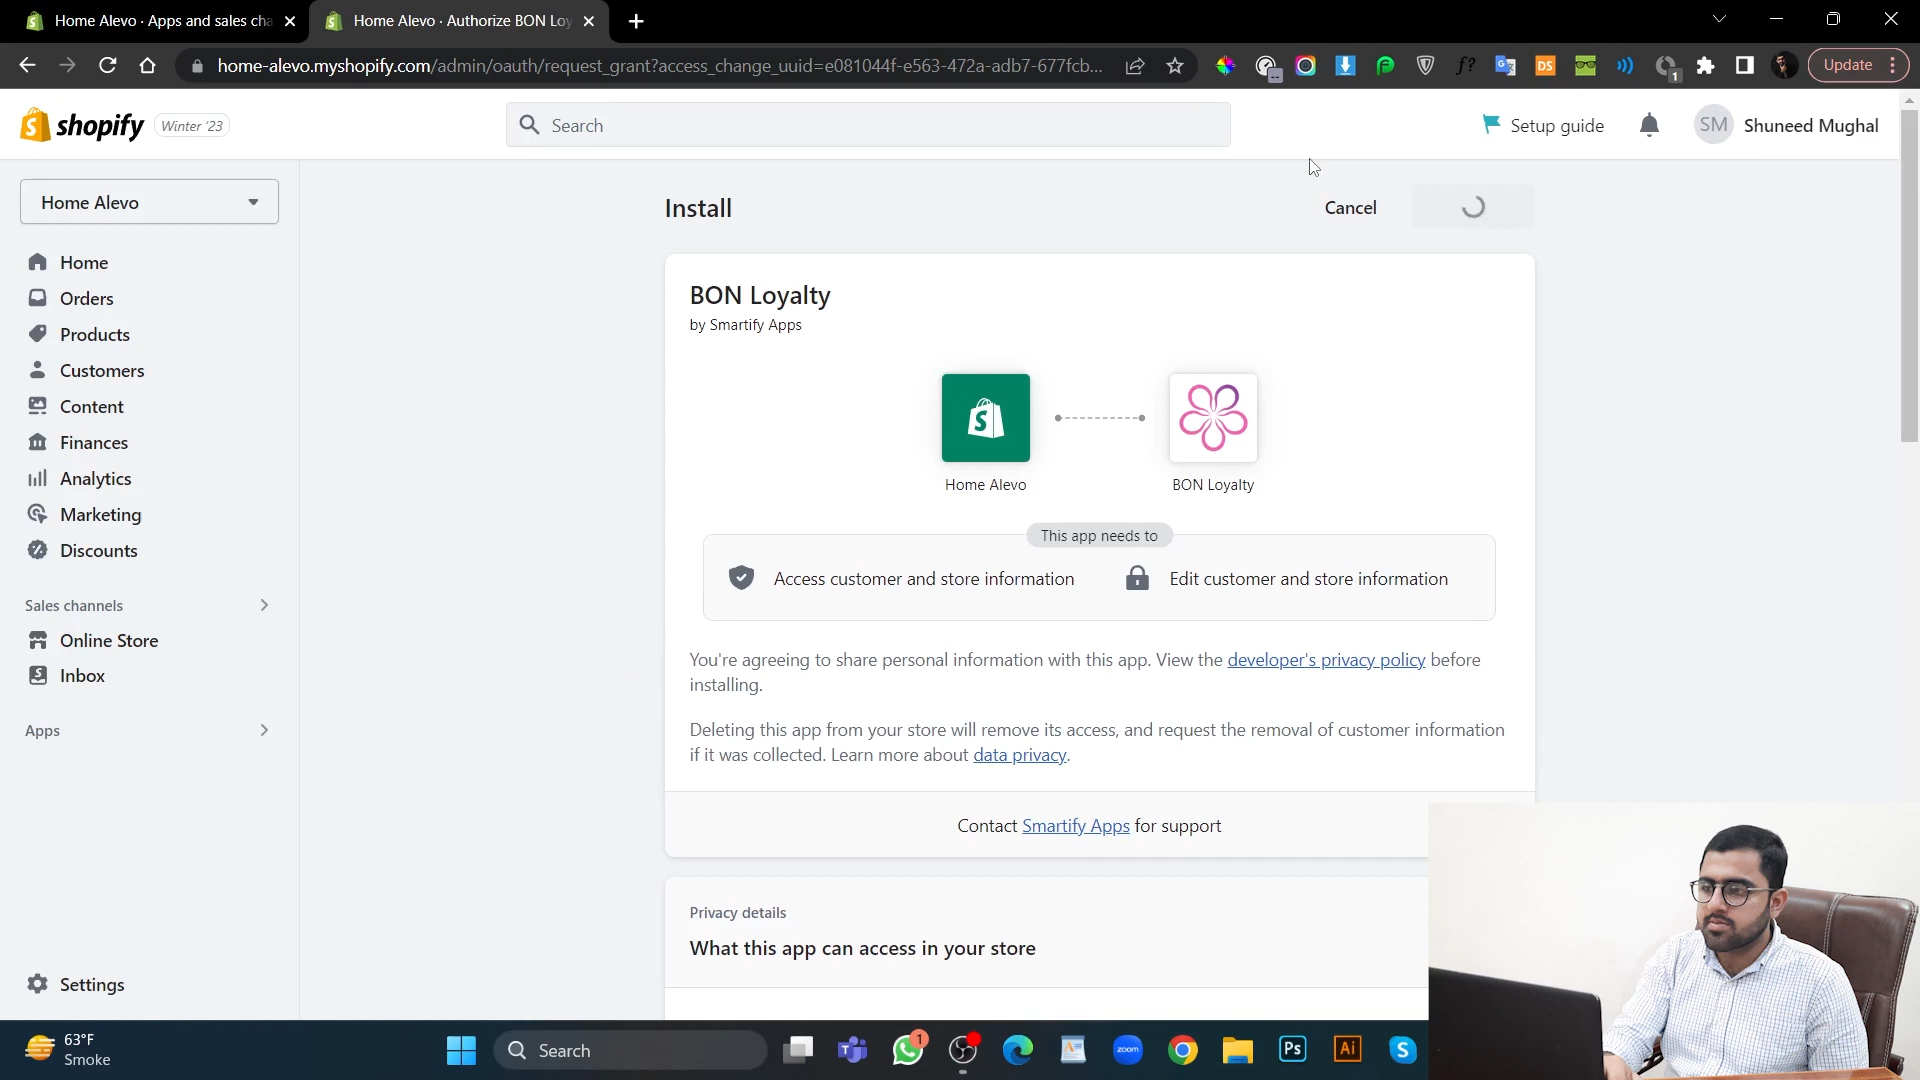 Home Alevo · Apps and sales cha
Home Alevo · Authorize BON Loy
home-alevo.myshopify.com/admin/oauth/request_grant?access_change_uuid=e081044f-e563-472a-adb7-677fcb...
Update
shopify
Winter '23
Search
Setup guide
SM
Shuneed Mughal
Home Alevo
Home
Orders
Products
Customers
Content
Finances
Analytics
Marketing
Discounts
Sales channels
Online Store
Inbox
Apps
Settings
Install
Cancel
BON Loyalty
by Smartify Apps
Home Alevo
BON Loyalty
This app needs to
Access customer and store information
Edit customer and store information
You're agreeing to share personal information with this app. View the developer's privacy policy before
installing.
Deleting this app from your store will remove its access, and request the removal of customer information
if it was collected. Learn more about data privacy.
Contact Smartify Apps for support
Privacy details
What this app can access in your store
63°F
Smoke
Search
1
zoom
Ps
Ai
S